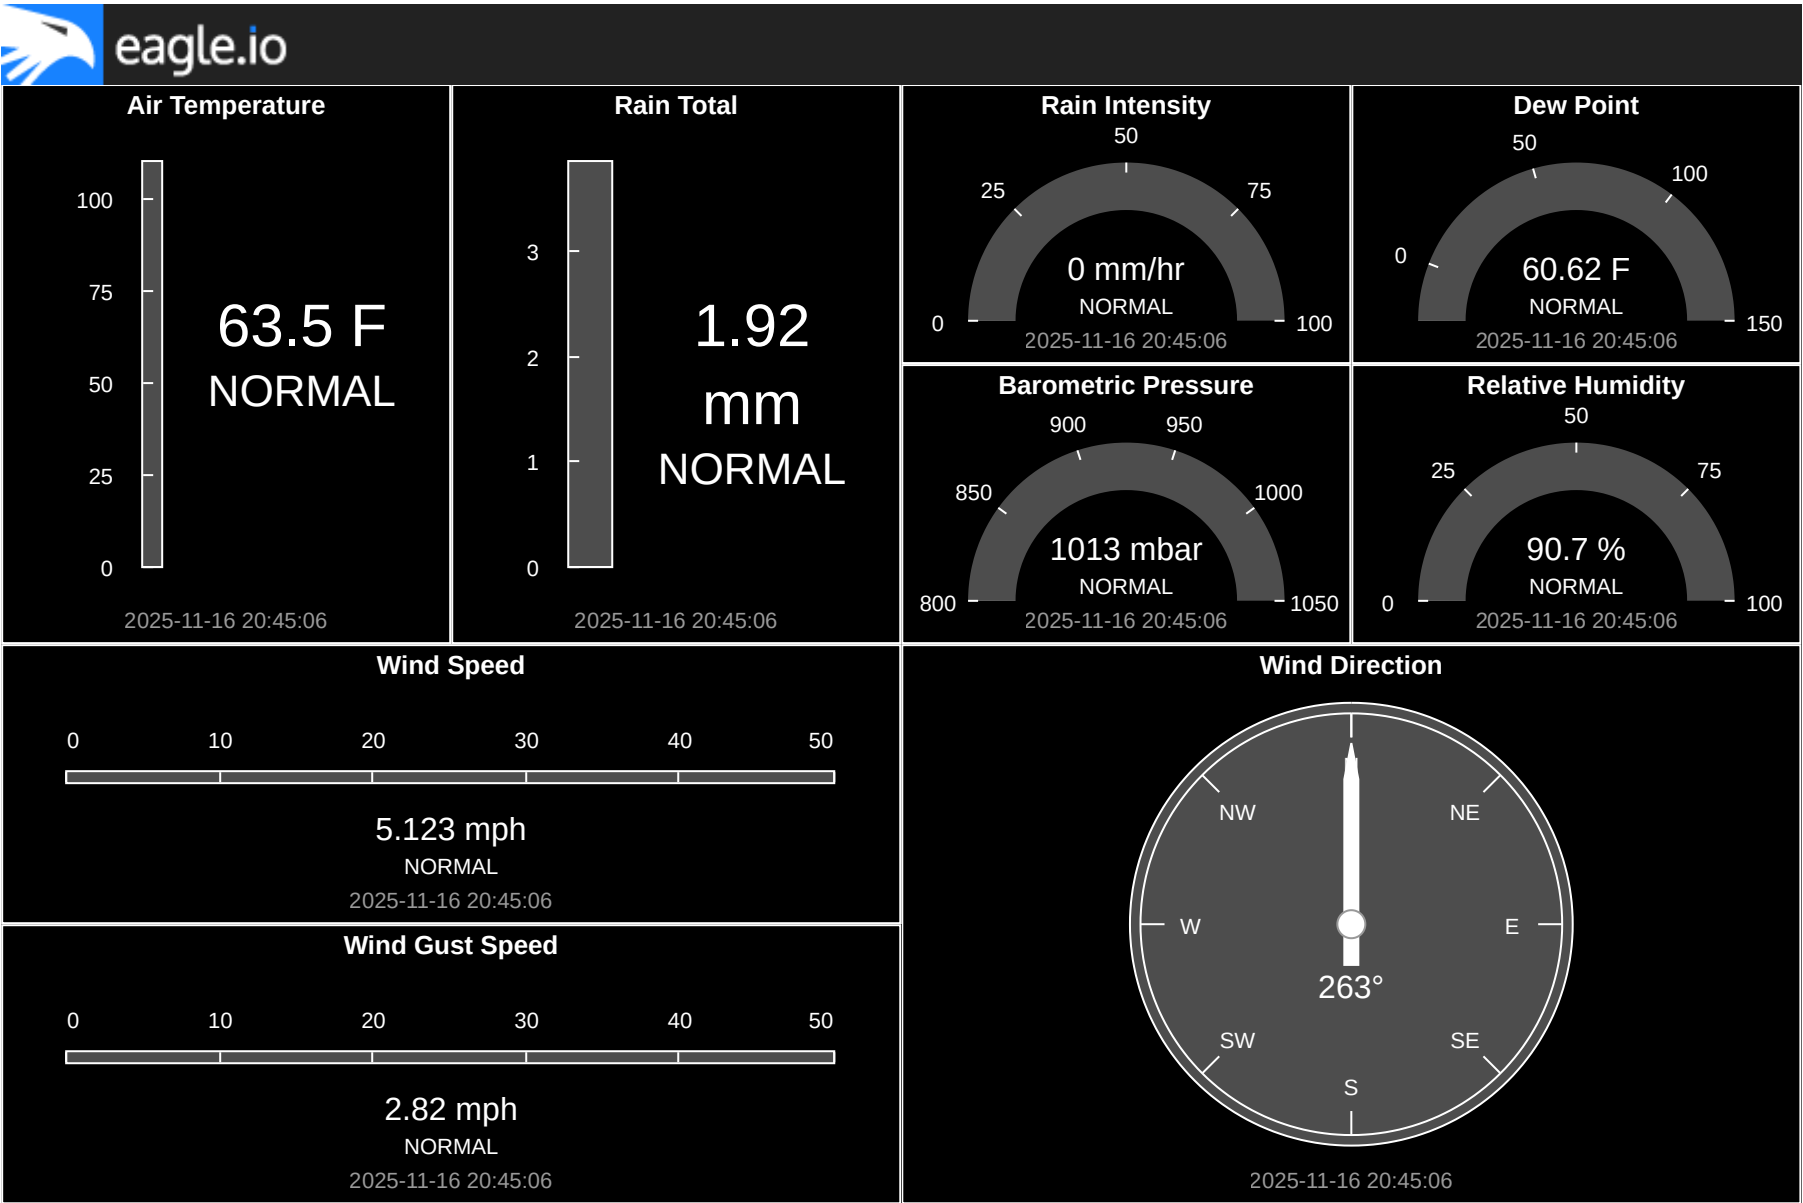 eagle.io
Air Temperature
100
75
50
25
0
63.5 F
NORMAL
2025-11-16 20:45:06
Rain Total
3
2
1
0
1.92
mm
NORMAL
2025-11-16 20:45:06
Rain Intensity
50
25
75
0
100
0 mm/hr
NORMAL
2025-11-16 20:45:06
Dew Point
50
100
0
150
60.62 F
NORMAL
2025-11-16 20:45:06
Barometric Pressure
900
950
850
1000
800
1050
1013 mbar
NORMAL
2025-11-16 20:45:06
Relative Humidity
50
25
75
0
100
90.7 %
NORMAL
2025-11-16 20:45:06
Wind Speed
0 10 20 30 40 50
5.123 mph
NORMAL
2025-11-16 20:45:06
Wind Gust Speed
0 10 20 30 40 50
2.82 mph
NORMAL
2025-11-16 20:45:06
Wind Direction
NW NE
W E
263°
SW SE
S
2025-11-16 20:45:06